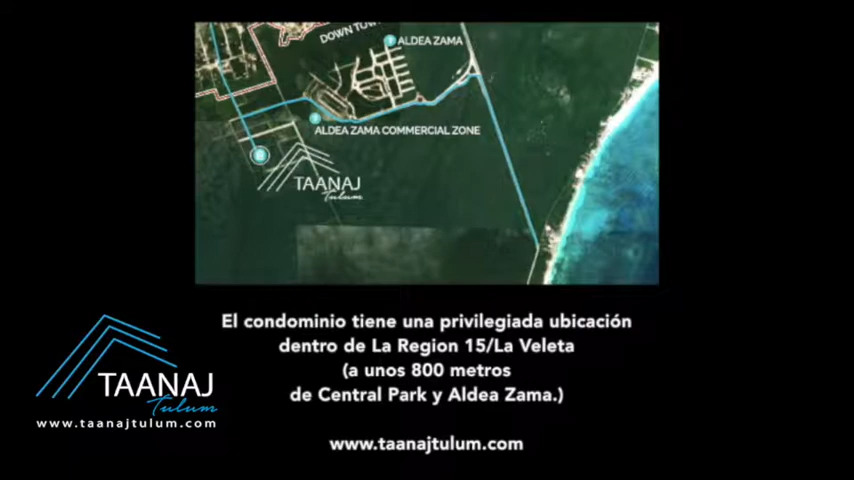 DOWN TOW
ALDEA ZAMA
ALDEA ZAMA COMMERCIAL ZONE
TAANAJ
Tulum
El condominio tiene una privilegiada ubicación
dentro de La Region 15/La Veleta
(a unos 800 metros
de Central Park y Aldea Zama.)
www.taanajtulum.com
TAANAJ
Tulum
www.taanajtulum.com